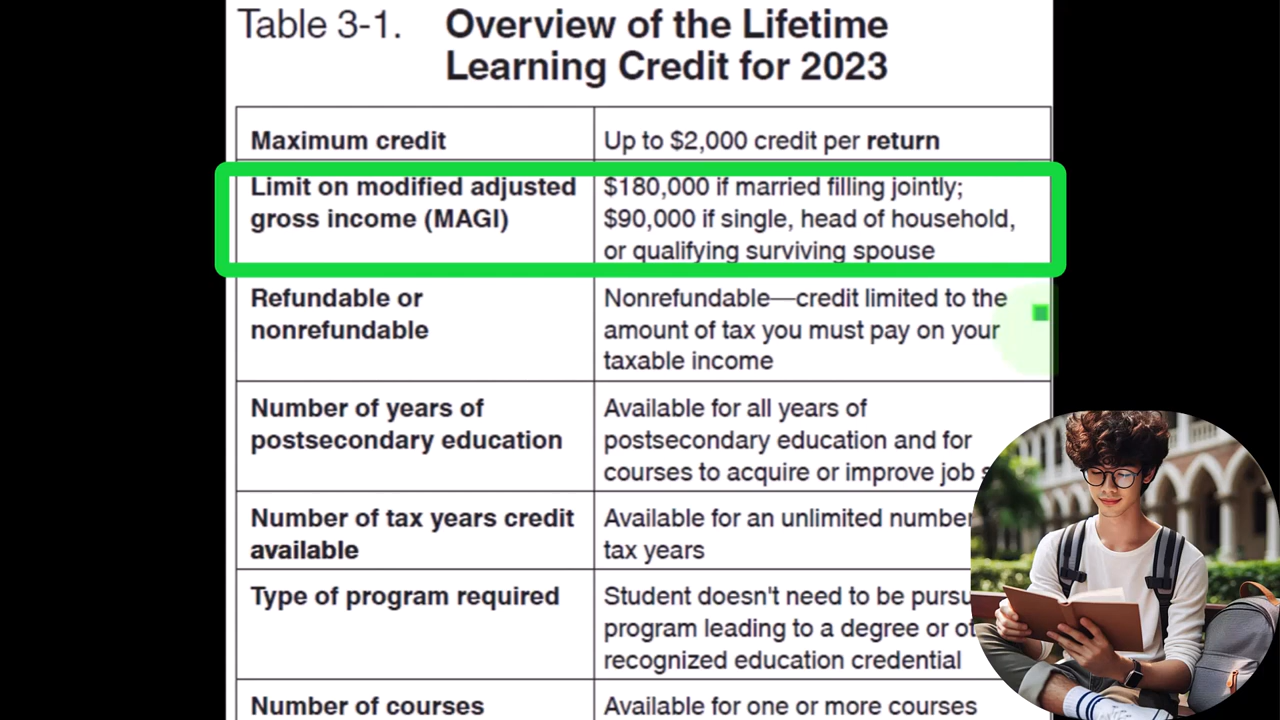 Table 3-1. Overview of the Lifetime
Learning Credit for 2023
Maximum credit
Up to $2,000 credit per return
Limit on modified adjusted
gross income (MAGI)
$180,000 if married filling jointly;
$90,000 if single, head of household,
or qualifying surviving spouse
Refundable or
nonrefundable
Nonrefundable—credit limited to the
amount of tax you must pay on your
taxable income
Number of years of
postsecondary education
Available for all years of
postsecondary education and for
courses to acquire or improve job
Number of tax years credit
available
Available for an unlimited number
tax years
Type of program required
Student doesn't need to be
program leading to a degree or
recognized education credential
Number of courses
Available for one or more courses